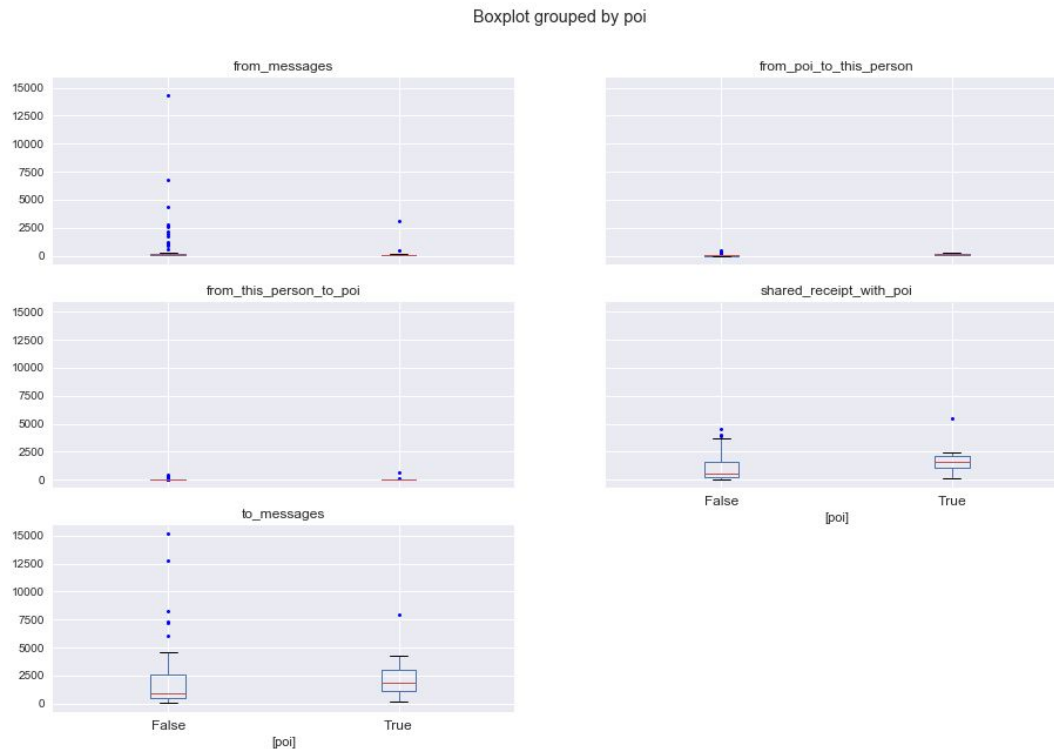 Boxplot grouped by poi
from_messages
from_poi_to_this_person
15000
12500
10000
7500
5000
2500
0
from_this_person_to_poi
shared_receipt_with_poi
15000
12500
10000
7500
5000
2500
0
False True
[poi]
to_messages
15000
12500
10000
7500
5000
2500
0
False True
[poi]